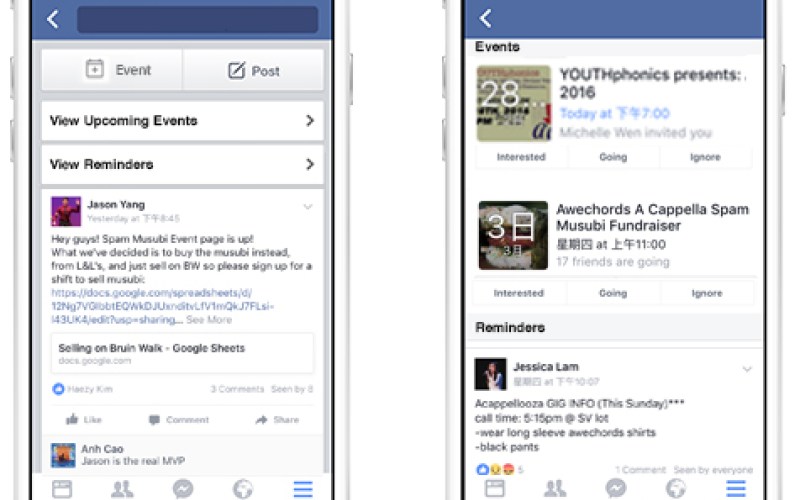 Event
Post
View Upcoming Events
View Reminders
Jason Yang
Yesterday at 下午8:45
Hey guys! Spam Musubi Event page is up!
What we've decided is to buy the musubi instead,
from L&L's, and just sell on BW so please sign up for a
shift to sell musubi:
https://docs.google.com/spreadsheets/d/
See More
Selling on Bruin Walk - Google Sheets
docs.google.com
Haezy Kim
3 Comments Seen by 8
Like
Comment
Share
Anh Cao
Jason is the real MVP
Events
28...
YOUTHphonics presents:
2016
Today at 下午7:00
Michelle Wen invited you
Interested
Going
Ignore
3日
3月
Awechords A Cappella Spam
Musubi Fundraiser
星期四 at 上午11:00
17 friends are going
Interested
Going
Ignore
Reminders
Jessica Lam
星期四 at 下午10:07
Acappellooza GIG INFO (This Sunday)***
call time: 5:15pm @ SV lot
-wear long sleeve awechords shirts
-black pants
5
1 Comment Seen by everyone